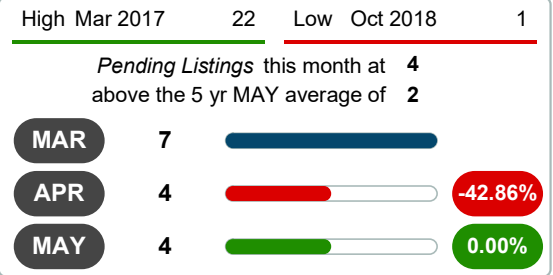 High Mar 2017 22 Low Oct 2018 1
Pending Listings this month at 4
above the 5 yr MAY average of 2
MAR 7
APR 4 -42.86%
MAY 4 0.00%